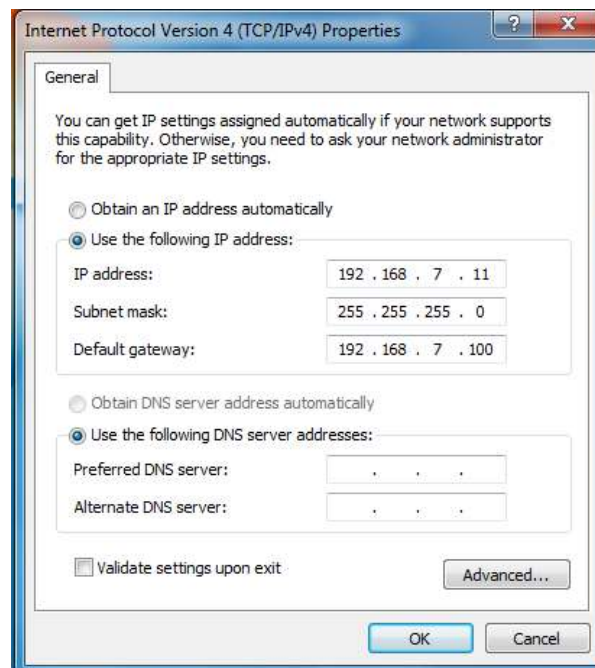 Internet Protocol Version 4 (TCP/IPv4) Properties
General
You can get IP settings assigned automatically if your network supports
this capability. Otherwise, you need to ask your network administrator
for the appropriate IP settings.
Obtain an IP address automatically
Use the following IP address:
IP address: 192 . 168 . 7 . 11
Subnet mask: 255 . 255 . 255 . 0
Default gateway: 192 . 168 . 7 . 100
Obtain DNS server address automatically
Use the following DNS server addresses:
Preferred DNS server: . . .
Alternate DNS server: . . .
Validate settings upon exit
Advanced...
OK Cancel